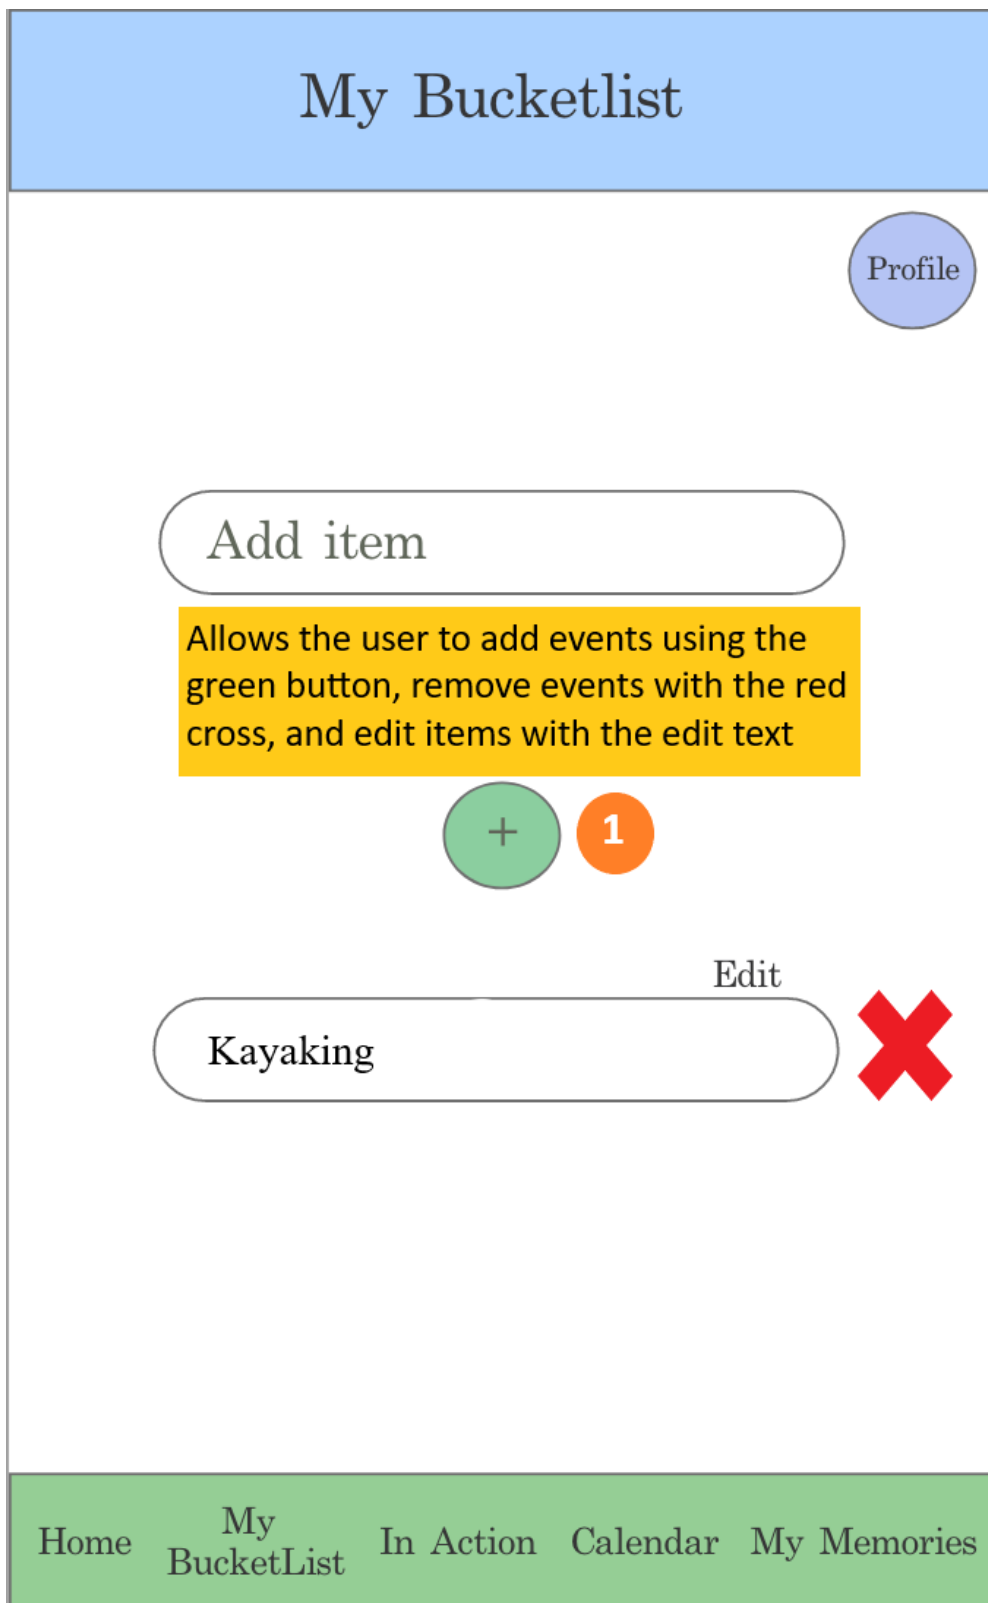 My Bucketlist
Profile
Add item
Allows the user to add events using the
green button, remove events with the red
cross, and edit items with the edit text
+
1
Edit
Kayaking
Home
My
BucketList
In Action
Calendar
My Memories